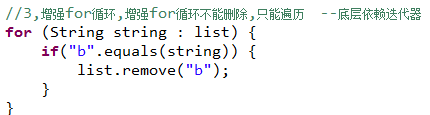 //3,增强for循环,增强for循环不能删除,只能遍历  --底层依赖迭代器
for (String string : list) {
    if("b".equals(string)) {
        list.remove("b");
    }
}